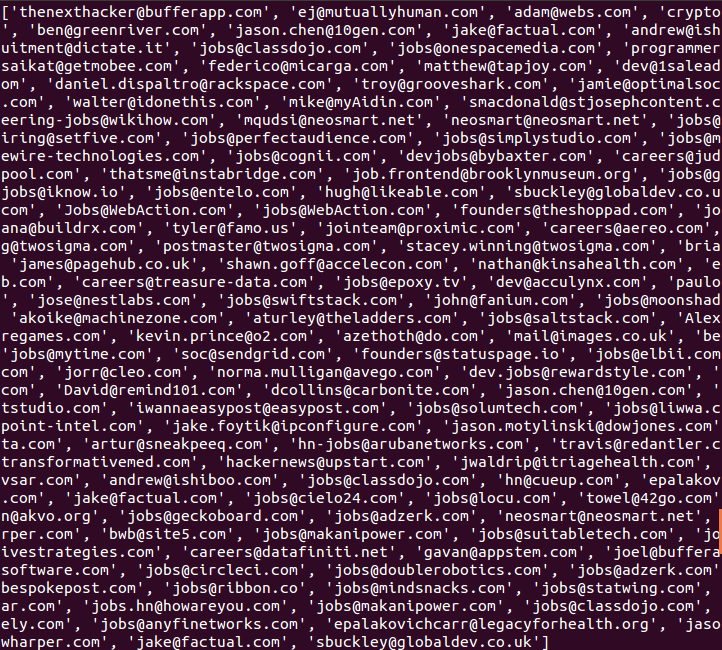 ['thenexthacker@bufferapp.com', 'ej@mutuallyhuman.com', 'adam@webs.com', 'crypto
', 'ben@greenriver.com', 'jason.chen@10gen.com', 'jake@factual.com', 'andrew@ish
uitment@dictate.it', 'jobs@classdojo.com', 'jobs@onespacemedia.com', 'programmer
saikat@getmobee.com', 'federico@micarga.com', 'matthew@tapjoy.com', 'dev@1salead
om', 'daniel.dispaltro@rackspace.com', 'troy@grooveshark.com', 'jamie@optimalsoc
.com', 'walter@idonethis.com', 'mike@myAidin.com', 'smacdonald@stjosephcontent.c
eering-jobs@wikihow.com', 'mqudsi@neosmart.net', 'neosmart@neosmart.net', 'jobs@
iring@setfive.com', 'jobs@perfectaudience.com', 'jobs@simplystudio.com', 'jobs@m
ewire-technologies.com', 'jobs@cognii.com', 'devjobs@bybaxter.com', 'careers@jud
pool.com', 'thatsme@instabridge.com', 'job.frontend@brooklynmuseum.org', 'jobs@g
jobs@iknow.io', 'jobs@entelo.com', 'hugh@likeable.com', 'sbuckley@globaldev.co.u
com', 'Jobs@WebAction.com', 'jobs@WebAction.com', 'founders@theshoppad.com', 'jo
ana@buildrx.com', 'tyler@famo.us', 'jointeam@proximic.com', 'careers@aereo.com',
g@twosigma.com', 'postmaster@twosigma.com', 'stacey.winning@twosigma.com', 'bria
 'james@pagehub.co.uk', 'shawn.goff@accelecon.com', 'nathan@kinsahealth.com', 'e
b.com', 'careers@treasure-data.com', 'jobs@epoxy.tv', 'dev@acculynx.com', 'paulo
', 'jose@nestlabs.com', 'jobs@swiftstack.com', 'john@fanium.com', 'jobs@moonshad
 'akoike@machinezone.com', 'aturley@theladders.com', 'jobs@saltstack.com', 'Alex
regames.com', 'kevin.prince@o2.com', 'azethoth@do.com', 'mail@images.co.uk', 'be
'jobs@mytime.com', 'soc@sendgrid.com', 'founders@statuspage.io', 'jobs@elbii.com
com', 'jorr@cleo.com', 'norma.mulligan@avego.com', 'dev.jobs@rewardstyle.com', '
com', 'David@remind101.com', 'dcollins@carbonite.com', 'jason.chen@10gen.com', '
tstudio.com', 'iwannaeasypost@easypost.com', 'jobs@solumtech.com', 'jobs@liwwa.c
point-intel.com', 'jake.foytik@ipconfigure.com', 'jason.motylinski@dowjones.com'
ta.com', 'artur@sneakpeeq.com', 'hn-jobs@arubanetworks.com', 'travis@redantler.c
transformativemed.com', 'hackernews@upstart.com', 'jwaldrip@itriagehealth.com',
vsar.com', 'andrew@ishiboo.com', 'jobs@classdojo.com', 'hn@cueup.com', 'epalakov
.com', 'jake@factual.com', 'jobs@cielo24.com', 'jobs@locu.com', 'towel@42go.com'
n@akvo.org', 'jobs@geckoboard.com', 'jobs@adzerk.com', 'neosmart@neosmart.net',
rper.com', 'bwb@site5.com', 'jobs@makanipower.com', 'jobs@suitabletech.com', 'jo
ivestrategies.com', 'careers@datafiniti.net', 'gavan@appstem.com', 'joel@buffera
software.com', 'jobs@circleci.com', 'jobs@doublerobotics.com', 'jobs@adzerk.com'
bespokepost.com', 'jobs@ribbon.co', 'jobs@mindsnacks.com', 'jobs@statwing.com',
ar.com', 'jobs.hn@howareyou.com', 'jobs@makanipower.com', 'jobs@classdojo.com',
ely.com', 'jobs@anyfinetworks.com', 'epalakovichcarr@legacyforhealth.org', 'jaso
wharper.com', 'jake@factual.com', 'sbuckley@globaldev.co.uk']